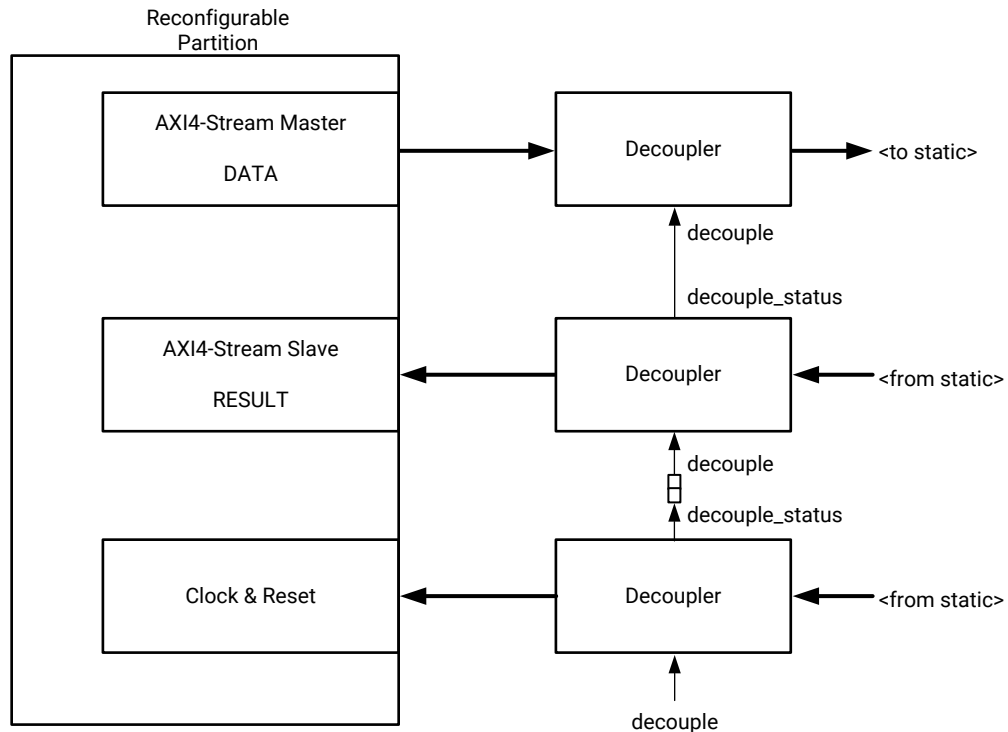 Reconfigurable
Partition
AXI4-Stream Master
DATA
Decoupler
<to static>
decouple
decouple_status
AXI4-Stream Slave
RESULT
Decoupler
<from static>
decouple
decouple_status
Clock & Reset
Decoupler
<from static>
decouple